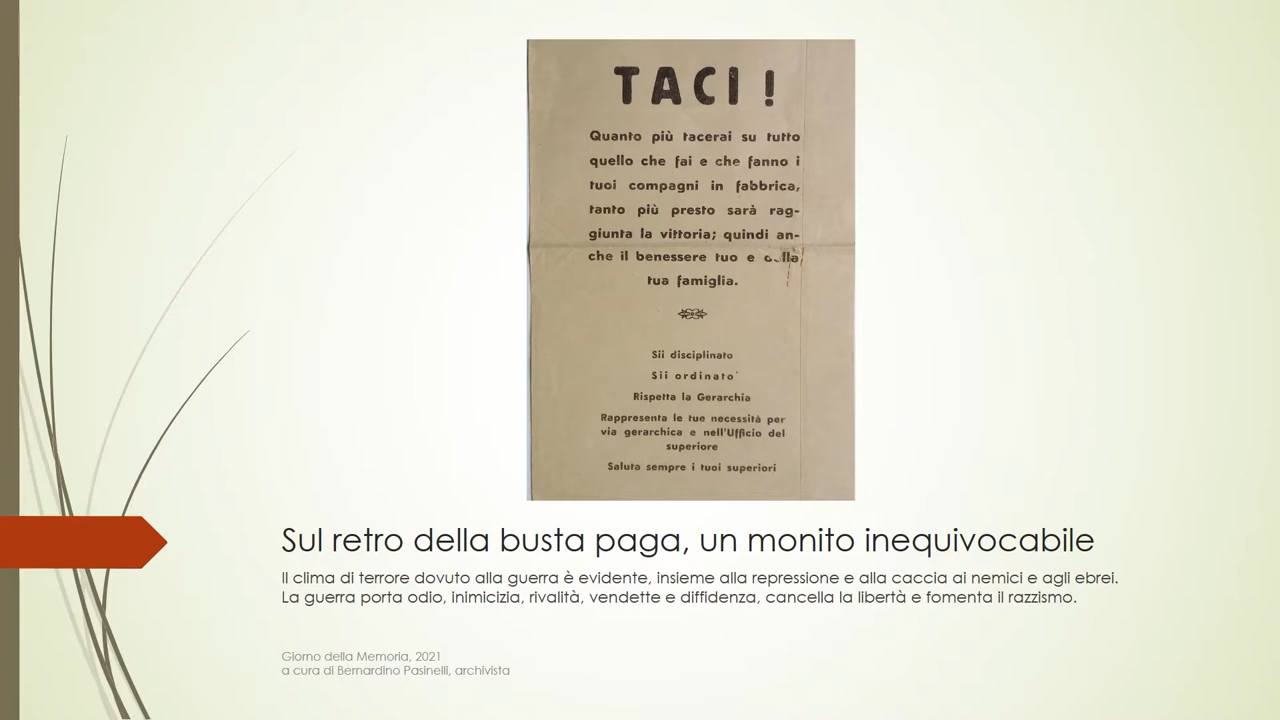 TACI !
Quanto più tacerai su tutto
quello che fai e che fanno i
tuoi compagni in fabbrica,
tanto più presto sarà rag-
giunta la vittoria; quindi an-
che il benessere tuo e della
tua famiglia.
Sii disciplinato
Sii ordinato
Rispetta la Gerarchia
Rappresenta le tue necessità per
via gerarchica e nell'Ufficio del
superiore
Saluta sempre i tuoi superiori
Sul retro della busta paga, un monito inequivocabile
Il clima di terrore dovuto alla guerra è evidente, insieme alla repressione e alla caccia ai nemici e agli ebrei.
La guerra porta odio, inimicizia, rivalità, vendette e diffidenza, cancella la libertà e fomenta il razzismo.
Giorno della Memoria, 2021
a cura di Bernardino Pasinelli, archivista